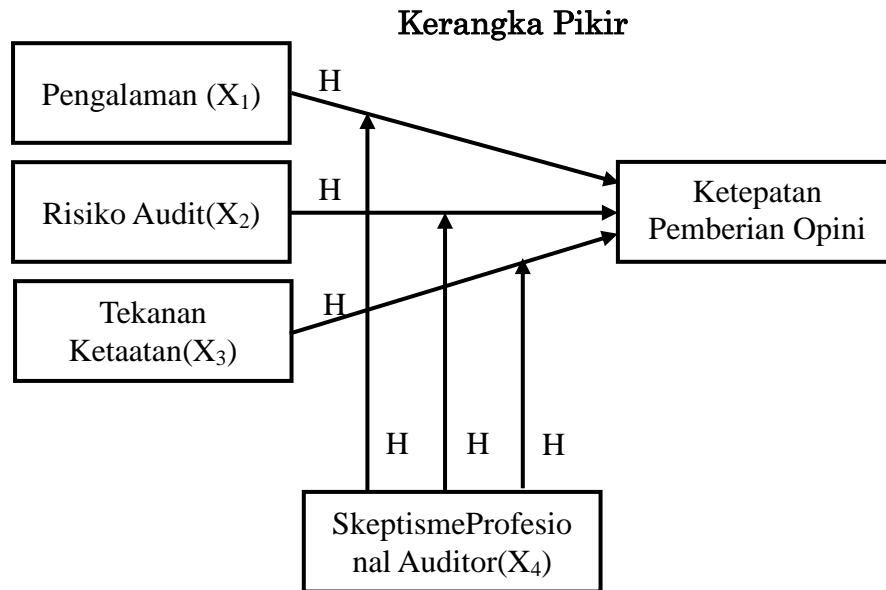 Kerangka Pikir
Pengalaman (X₁)
H
Risiko Audit(X₂)
H
Tekanan
Ketaatan(X₃)
H
Ketepatan
Pemberian Opini
H
H
H
SkeptismeProfesio
nal Auditor(X₄)